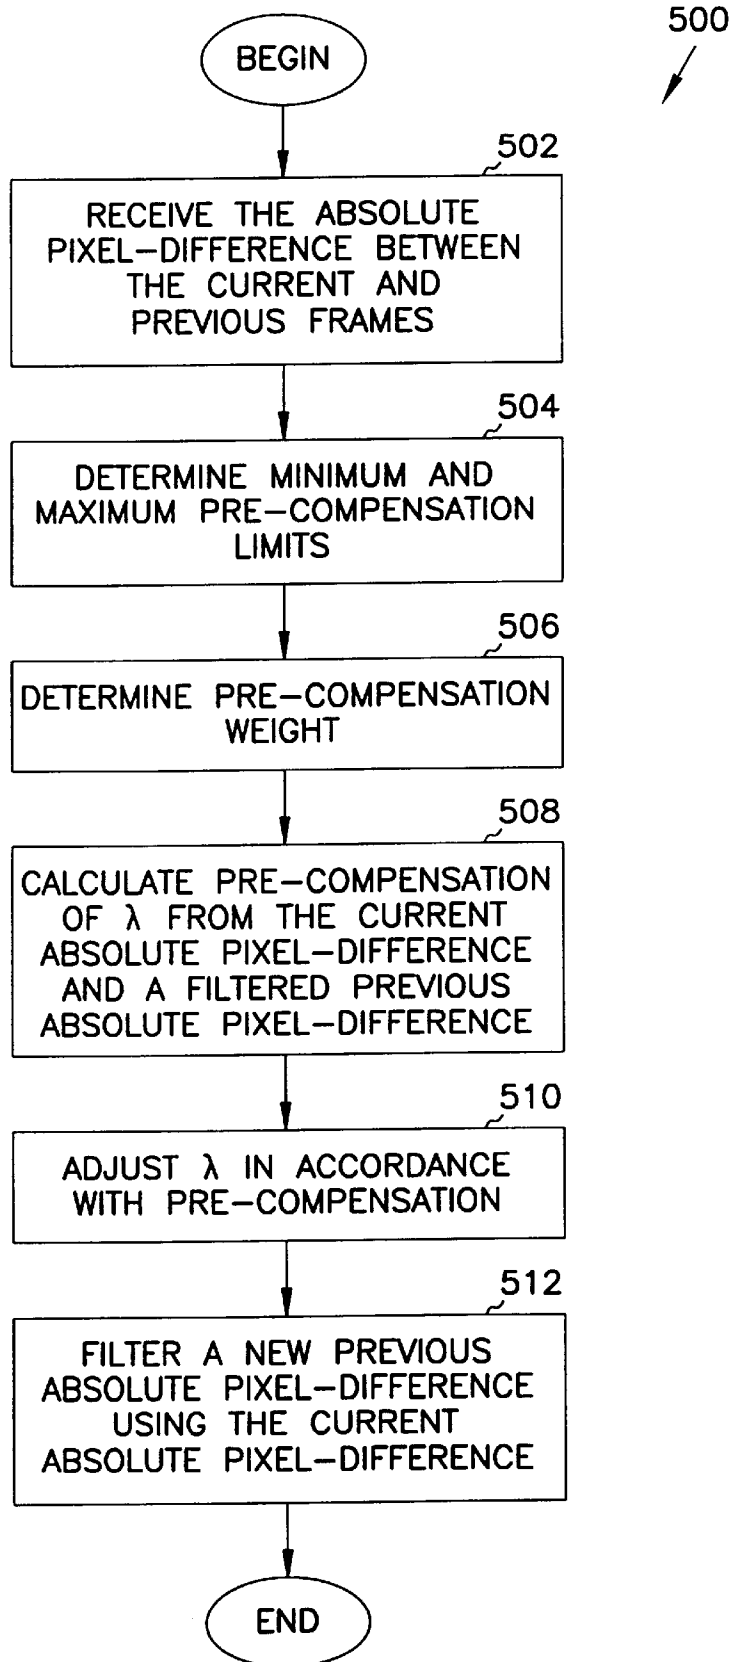 500
BEGIN
502
RECEIVE THE ABSOLUTE
PIXEL-DIFFERENCE BETWEEN
THE CURRENT AND
PREVIOUS FRAMES
504
DETERMINE MINIMUM AND
MAXIMUM PRE-COMPENSATION
LIMITS
506
DETERMINE PRE-COMPENSATION
WEIGHT
508
CALCULATE PRE-COMPENSATION
OF λ FROM THE CURRENT
ABSOLUTE PIXEL-DIFFERENCE
AND A FILTERED PREVIOUS
ABSOLUTE PIXEL-DIFFERENCE
510
ADJUST λ IN ACCORDANCE
WITH PRE-COMPENSATION
512
FILTER A NEW PREVIOUS
ABSOLUTE PIXEL-DIFFERENCE
USING THE CURRENT
ABSOLUTE PIXEL-DIFFERENCE
END